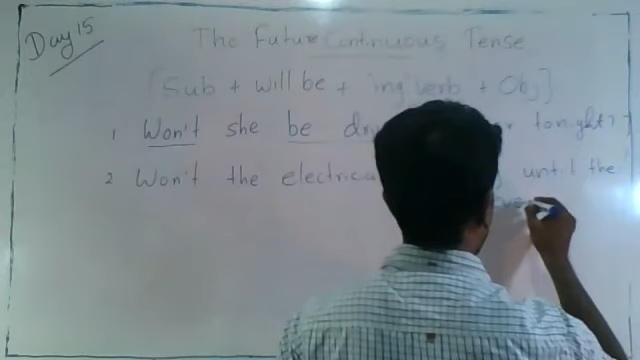 Day 15
The Future Continuous Tense
[Sub + will be + 'ing' verb + Obj]
1 Won't she be tonight?
2 Won't the until the